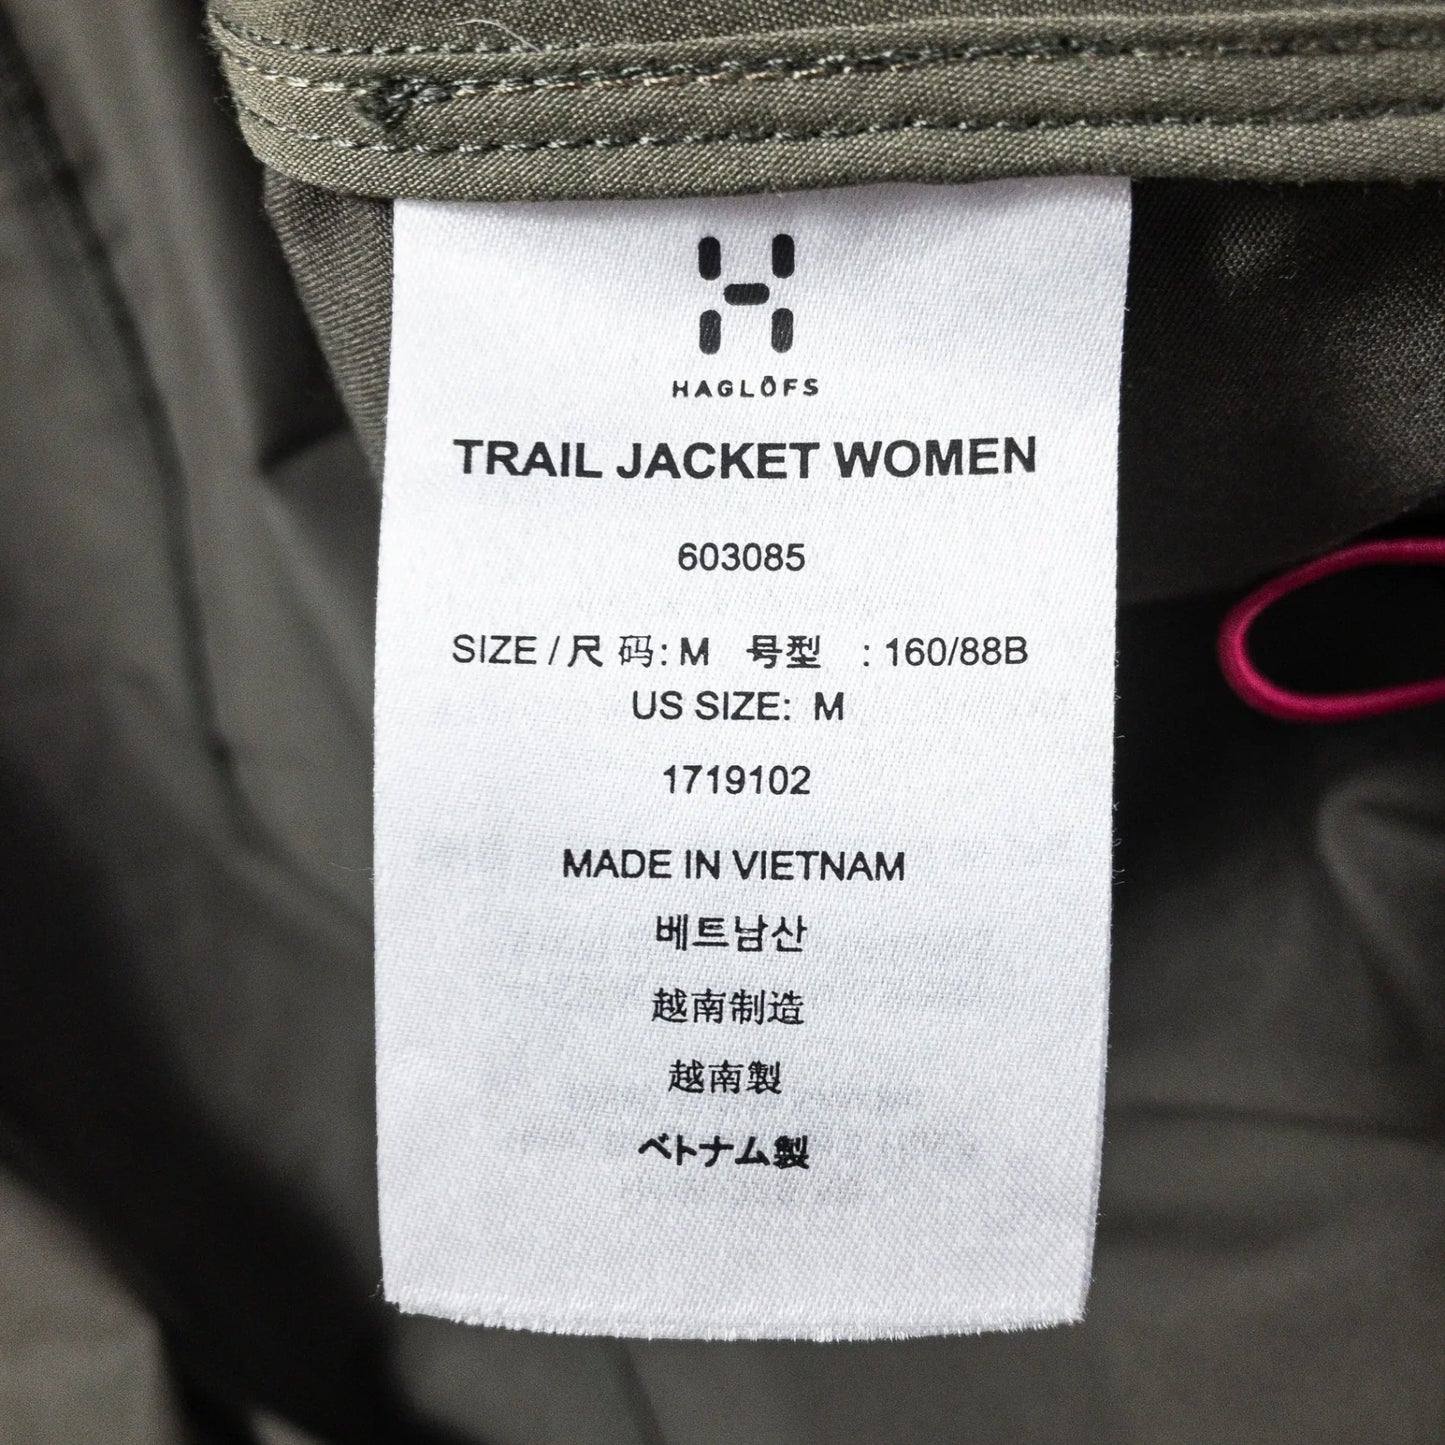 HAGLÖFS
TRAIL JACKET WOMEN
603085
SIZE / 尺 码: M 号型 : 160/88B
US SIZE: M
1719102
MADE IN VIETNAM
베트남산
越南制造
越南製
ベトナム製